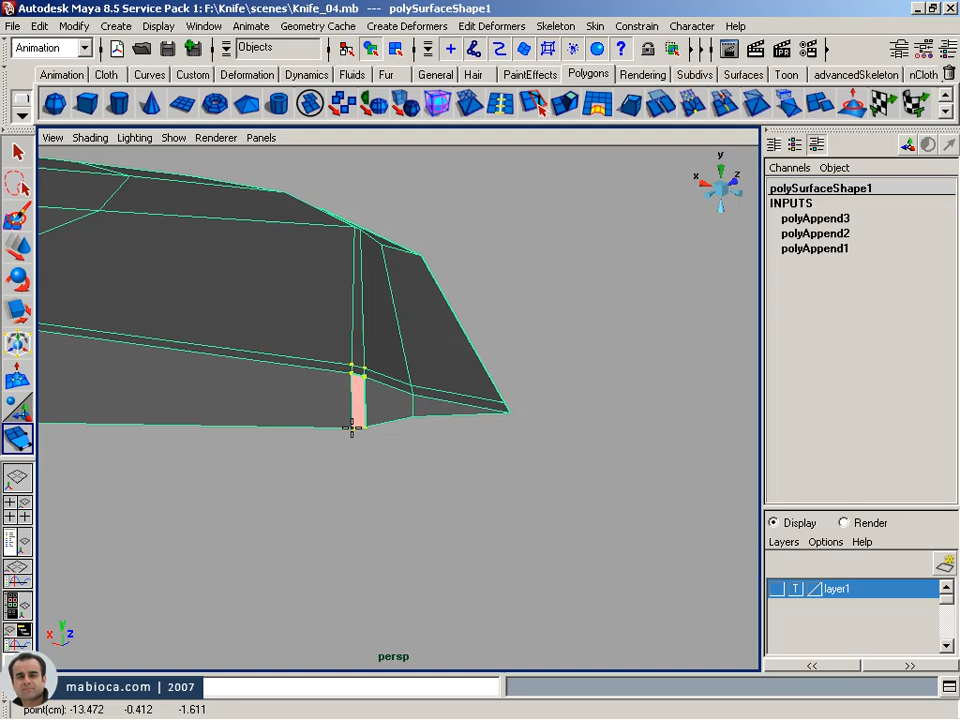 Autodesk Maya 8.5 Service Pack 1: F:\Knife\scenes\Knife_04.mb --- polySurfaceShape1
File Edit Modify Create Display Window Animate Geometry Cache Create Deformers Edit Deformers Skeleton Skin Constrain Character Help
Animation Objects
Animation Cloth Curves Custom Deformation Dynamics Fluids Fur General Hair PaintEffects Polygons Rendering Subdivs Surfaces Toon advancedSkeleton nCloth
View Shading Lighting Show Renderer Panels
Channels Object
polySurfaceShape1
INPUTS
polyAppend3
polyAppend2
polyAppend1
y
x z
Display Render
Layers Options Help
T layer1
y
x z
persp
<< >>
mabioca.com | 2007
point(cm): -13.472 -0.412 -1.611